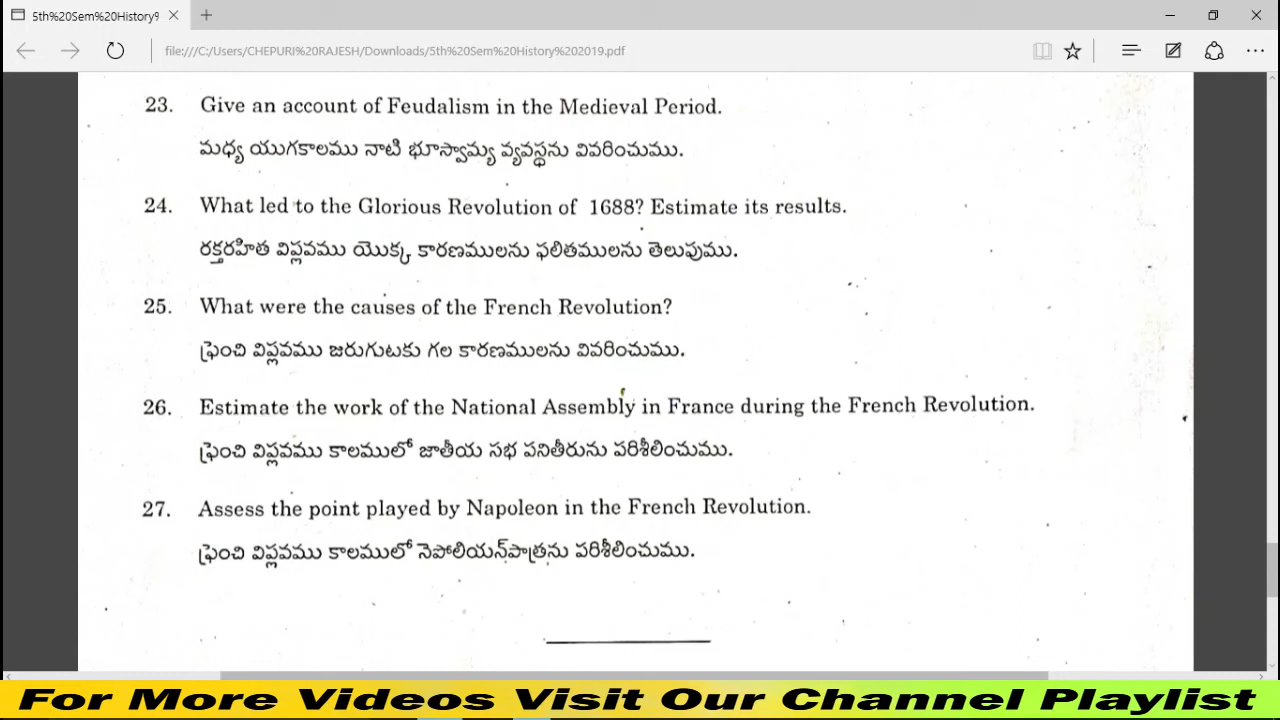 5th%20Sem%20History%
file:///C:/Users/CHEPURI%20RAJESH/Downloads/5th%20Sem%20History%202019.pdf
23. Give an account of Feudalism in the Medieval Period.
మధ్య యుగకాలము నాటి భూస్వామ్య వ్యవస్థను వివరించుము.
24. What led to the Glorious Revolution of 1688? Estimate its results.
రక్తరహిత విప్లవము యొక్క కారణములను ఫలితములను తెలుపుము.
25. What were the causes of the French Revolution?
ఫ్రెంచి విప్లవము జరుగుటకు గల కారణములను వివరించుము.
26. Estimate the work of the National Assembly in France during the French Revolution.
ఫ్రెంచి విప్లవము కాలములో జాతీయ సభ పనితీరును పరిశీలించుము.
27. Assess the point played by Napoleon in the French Revolution.
ఫ్రెంచి విప్లవము కాలములో నెపోలియన్‌పాత్రను పరిశీలించుము.
For More Videos Visit Our Channel Playlist